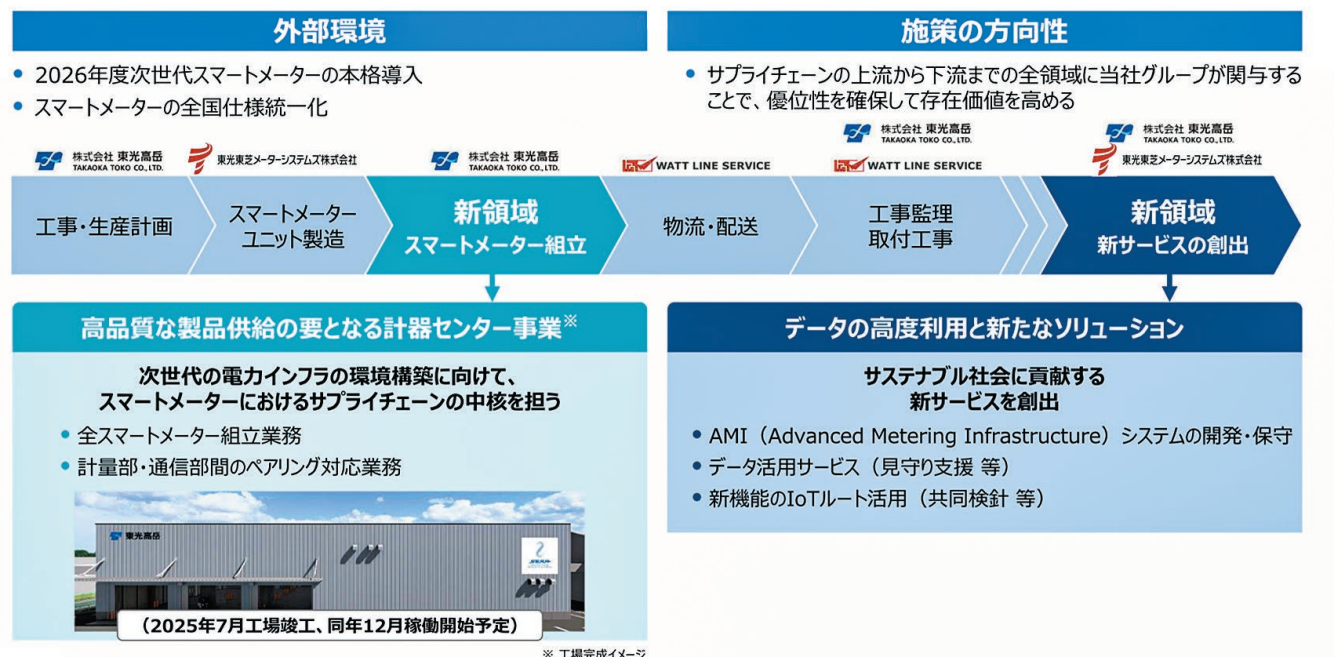 外部環境
• 2026年度次世代スマートメーターの本格導入
• スマートメーターの全国仕様統一化
施策の方向性
• サプライチェーンの上流から下流までの全領域に当社グループが関与する
ことで、優位性を確保して存在価値を高める
株式会社 東光高岳
TAKAOKA TOKO CO., LTD.
東光東芝メーターシステムズ株式会社
株式会社 東光高岳
TAKAOKA TOKO CO., LTD.
WATT LINE SERVICE
株式会社 東光高岳
TAKAOKA TOKO CO., LTD.
WATT LINE SERVICE
株式会社 東光高岳
TAKAOKA TOKO CO., LTD.
東光東芝メーターシステムズ株式会社
工事・生産計画
スマートメーター
ユニット製造
新領域
スマートメーター組立
物流・配送
工事監理
取付工事
新領域
新サービスの創出
高品質な製品供給の要となる計器センター事業※
次世代の電力インフラの環境構築に向けて、
スマートメーターにおけるサプライチェーンの中核を担う
• 全スマートメーター組立業務
• 計量部・通信部間のペアリング対応業務
東光高岳
(2025年7月工場竣工、同年12月稼働開始予定)
※ 工場完成イメージ
データの高度利用と新たなソリューション
サステナブル社会に貢献する
新サービスを創出
• AMI（Advanced Metering Infrastructure）システムの開発・保守
• データ活用サービス（見守り支援 等）
• 新機能のIoTルート活用（共同検針 等）